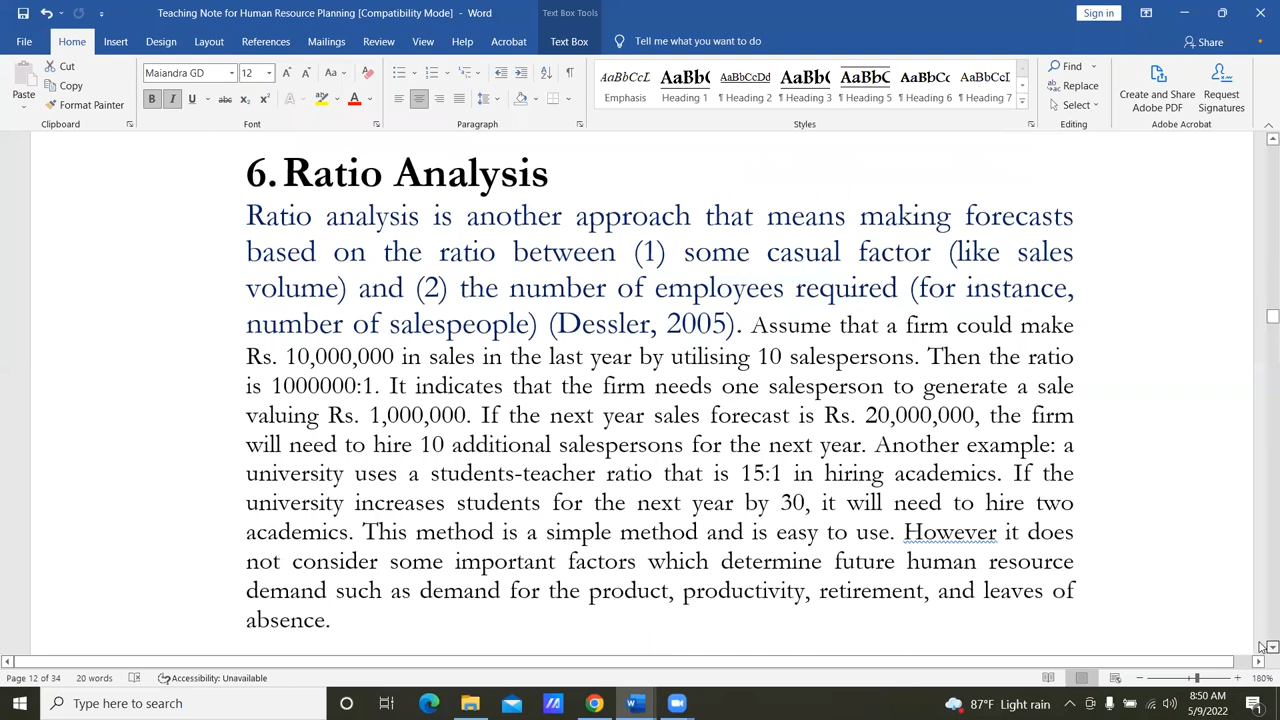 Teaching Note for Human Resource Planning [Compatibility Mode] - Word
Text Box Tools
Sign in
File Home Insert Design Layout References Mailings Review View Help Acrobat Text Box Tell me what you want to do Share
Paste
Cut
Copy
Format Painter
Clipboard
Maiandra GD 12
Font
Paragraph
AaBbCcL AaBb( AaBbCcDd AaBbC( AaBbC AaBbCc AaBbCcI
Emphasis Heading 1 ¶ Heading 2 ¶ Heading 3 ¶ Heading 5 ¶ Heading 6 ¶ Heading 7
Styles
Find
Replace
Select
Editing
Create and Share Adobe PDF
Request Signatures
Adobe Acrobat
6. Ratio Analysis
Ratio analysis is another approach that means making forecasts
based on the ratio between (1) some casual factor (like sales
volume) and (2) the number of employees required (for instance,
number of salespeople) (Dessler, 2005). Assume that a firm could make
Rs. 10,000,000 in sales in the last year by utilising 10 salespersons. Then the ratio
is 1000000:1. It indicates that the firm needs one salesperson to generate a sale
valuing Rs. 1,000,000. If the next year sales forecast is Rs. 20,000,000, the firm
will need to hire 10 additional salespersons for the next year. Another example: a
university uses a students-teacher ratio that is 15:1 in hiring academics. If the
university increases students for the next year by 30, it will need to hire two
academics. This method is a simple method and is easy to use. However it does
not consider some important factors which determine future human resource
demand such as demand for the product, productivity, retirement, and leaves of
absence.
Page 12 of 34 20 words Accessibility: Unavailable 180%
Type here to search
87°F Light rain
8:50 AM
5/9/2022